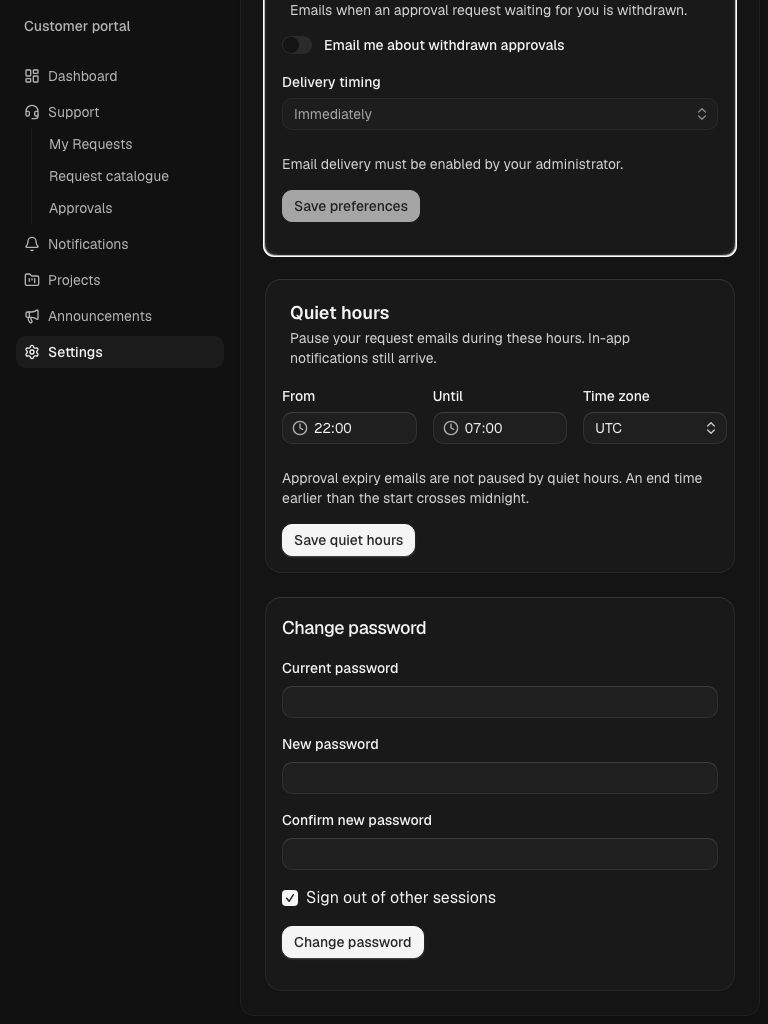 Customer portal
Dashboard
Support
My Requests
Request catalogue
Approvals
Notifications
Projects
Announcements
Settings
Emails when an approval request waiting for you is withdrawn.
Email me about withdrawn approvals
Delivery timing
Immediately
Email delivery must be enabled by your administrator.
Save preferences
Quiet hours
Pause your request emails during these hours. In-app
notifications still arrive.
From
Until
Time zone
22:00
07:00
UTC
Approval expiry emails are not paused by quiet hours. An end time
earlier than the start crosses midnight.
Save quiet hours
Change password
Current password
New password
Confirm new password
Sign out of other sessions
Change password